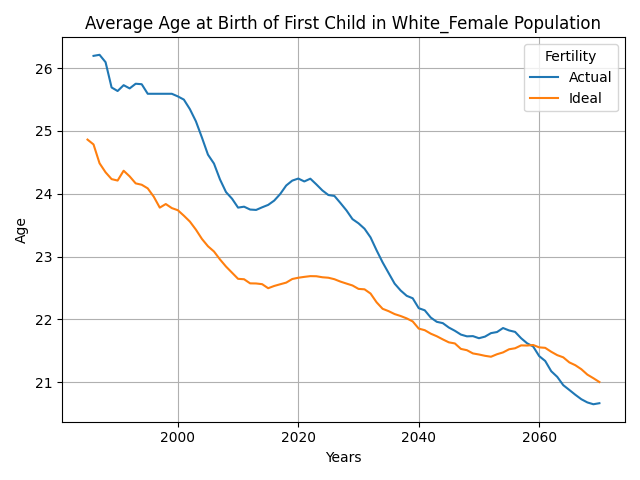 Average Age at Birth of First Child in White_Female Population
Fertility
Actual
Ideal
26
25
24
23
22
21
Age
2000
2020
2040
2060
Years